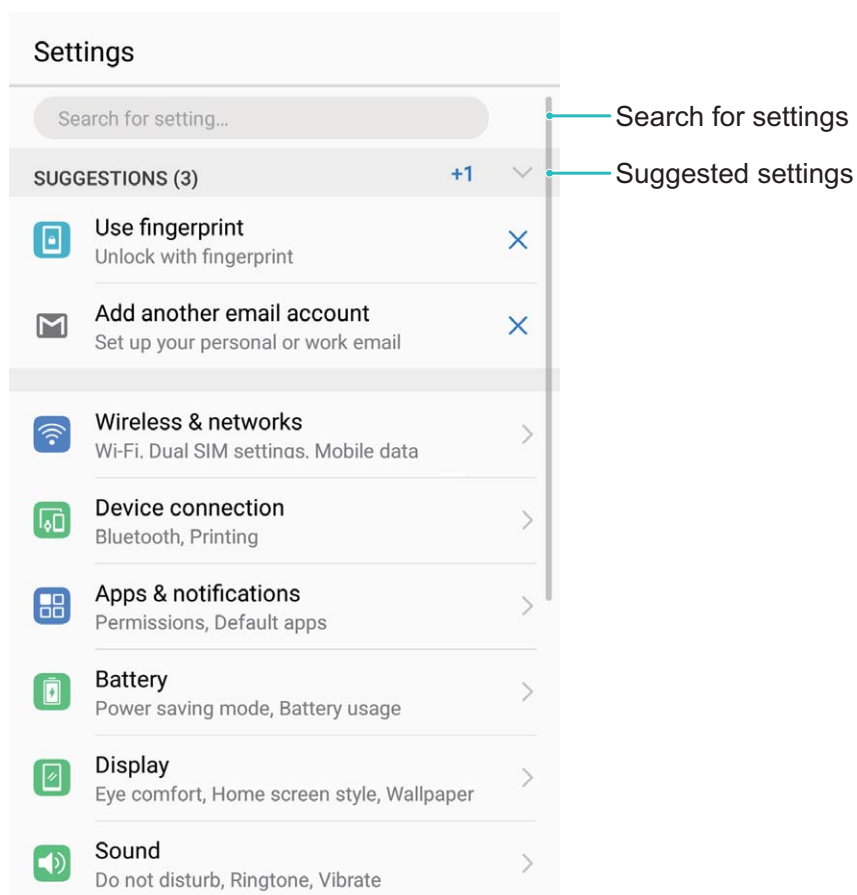 Settings
Search for setting...
Search for settings
SUGGESTIONS (3) +1
Suggested settings
Use fingerprint
Unlock with fingerprint
Add another email account
Set up your personal or work email
Wireless & networks
Wi-Fi, Dual SIM settings, Mobile data
Device connection
Bluetooth, Printing
Apps & notifications
Permissions, Default apps
Battery
Power saving mode, Battery usage
Display
Eye comfort, Home screen style, Wallpaper
Sound
Do not disturb, Ringtone, Vibrate